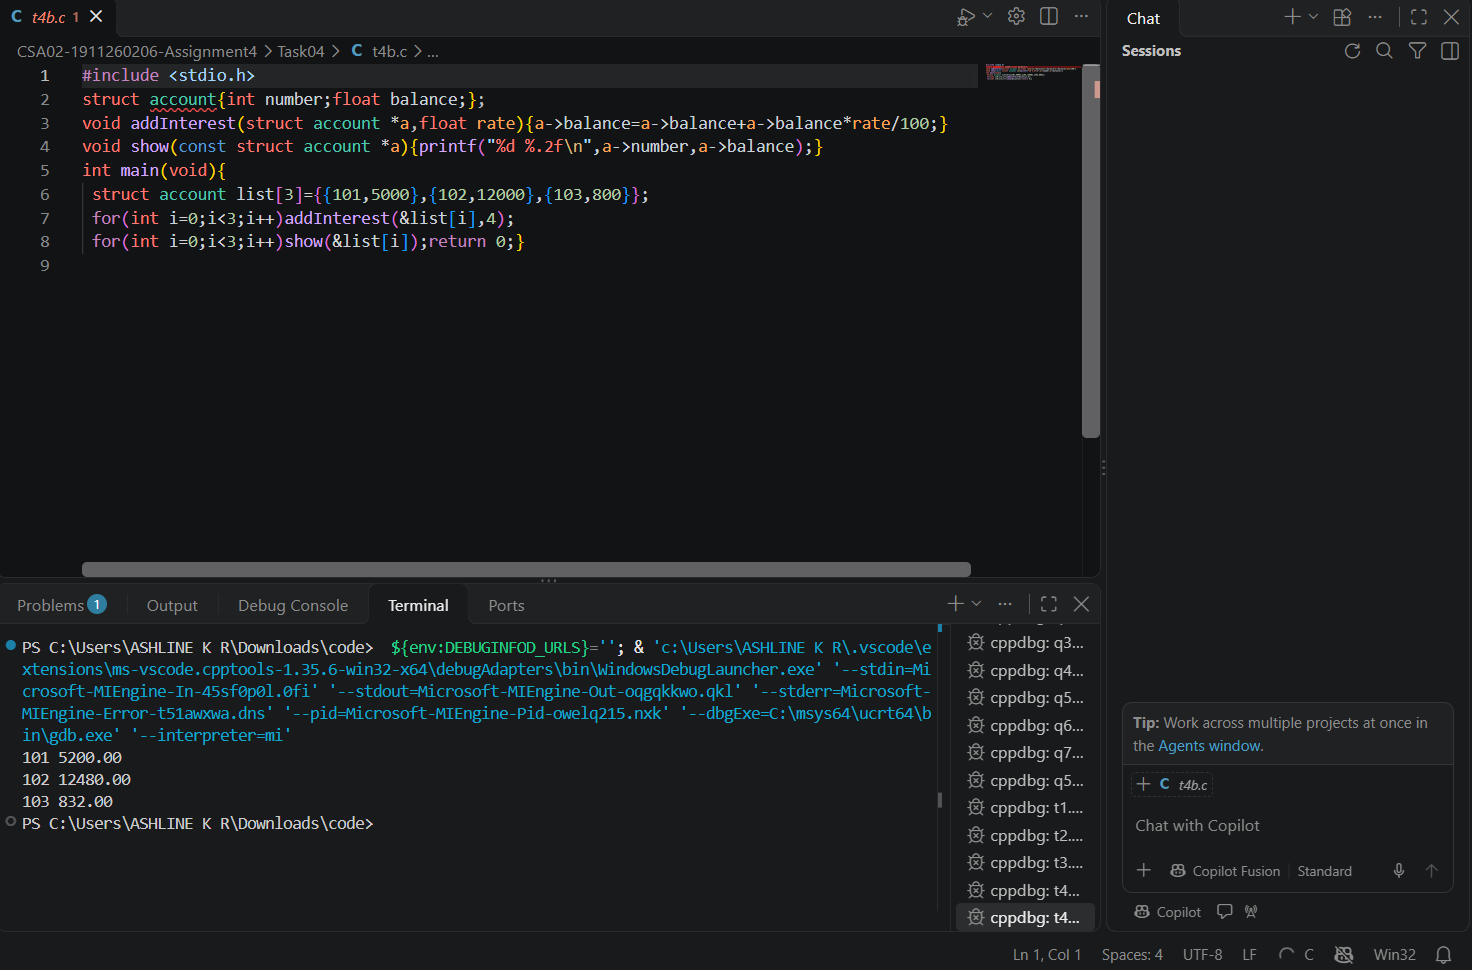 t4b.c 1
CSA02-1911260206-Assignment4 > Task04 > C t4b.c > ...
1 #include <stdio.h>
2 struct account{int number;float balance;};
3 void addInterest(struct account *a,float rate){a->balance=a->balance+a->balance*rate/100;}
4 void show(const struct account *a){printf("%d %.2f\n",a->number,a->balance);}
5 int main(void){
6 struct account list[3]={{101,5000},{102,12000},{103,800}};
7 for(int i=0;i<3;i++)addInterest(&list[i],4);
8 for(int i=0;i<3;i++)show(&list[i]);return 0;}
9
Problems 1 Output Debug Console Terminal Ports
PS C:\Users\ASHLINE K R\Downloads\code> ${env:DEBUGINFOD_URLS}=''; & 'c:\Users\ASHLINE K R\.vscode\e
xtensions\ms-vscode.cpptools-1.35.6-win32-x64\debugAdapters\bin\WindowsDebugLauncher.exe' '--stdin=Mi
crosoft-MIEngine-In-45sf0p0l.0fi' '--stdout=Microsoft-MIEngine-Out-oqgqkkwo.qkl' '--stderr=Microsoft-
MIEngine-Error-t51awxwa.dns' '--pid=Microsoft-MIEngine-Pid-owelq215.nxk' '--dbgExe=C:\msys64\ucrt64\b
in\gdb.exe' '--interpreter=mi'
101 5200.00
102 12480.00
103 832.00
PS C:\Users\ASHLINE K R\Downloads\code>
cppdbg: q3...
cppdbg: q4...
cppdbg: q5...
cppdbg: q6...
cppdbg: q7...
cppdbg: q5...
cppdbg: t1....
cppdbg: t2....
cppdbg: t3....
cppdbg: t4...
cppdbg: t4...
Chat
Sessions
Tip: Work across multiple projects at once in
the Agents window.
C t4b.c
Chat with Copilot
Copilot Fusion Standard
Copilot
Ln 1, Col 1 Spaces: 4 UTF-8 LF C Win32